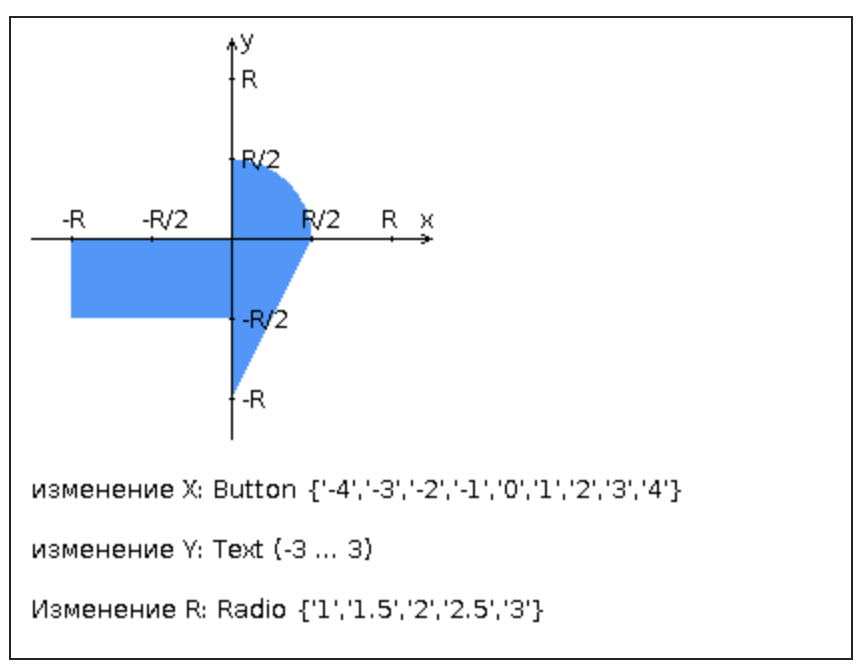 y
R
R/2
-R -R/2 R/2 R x
-R/2
-R
изменение X: Button {'-4','-3','-2','-1','0','1','2','3','4'}
изменение Y: Text (-3 ... 3)
Изменение R: Radio {'1','1.5','2','2.5','3'}